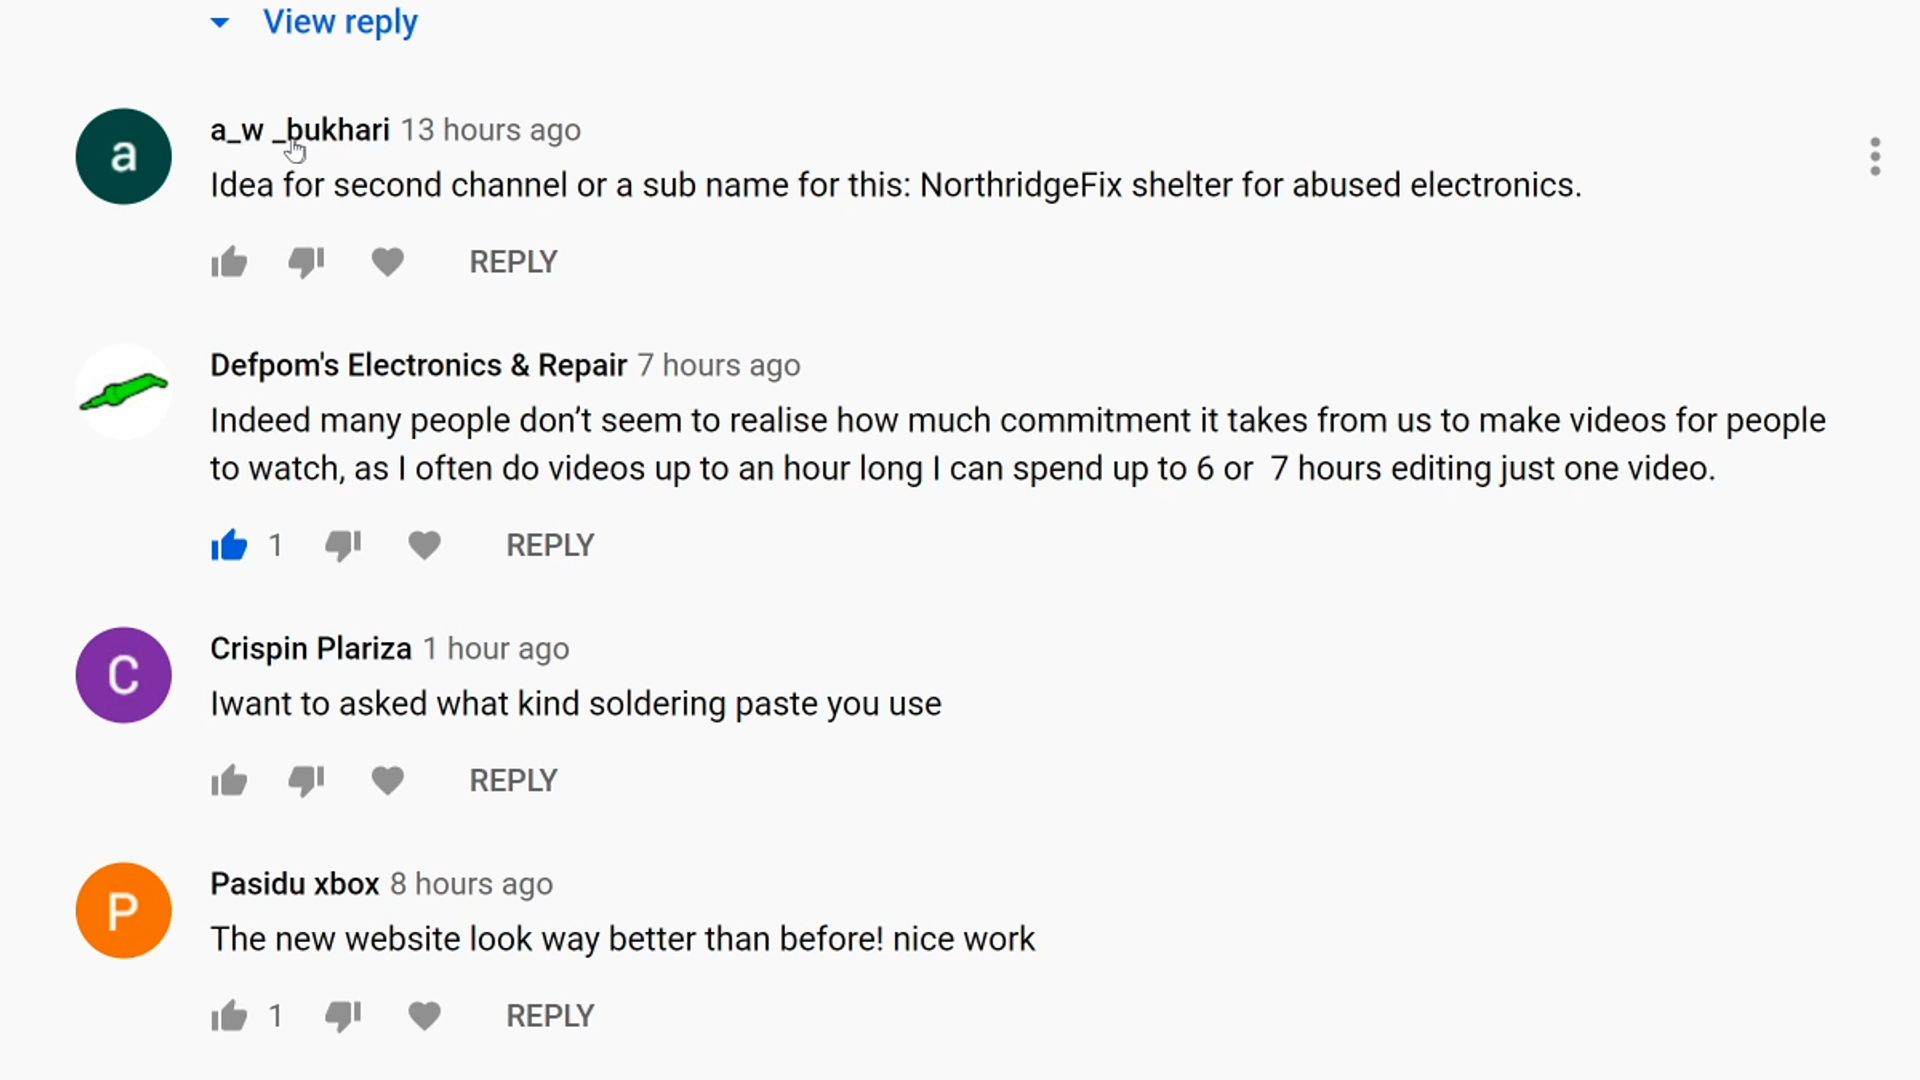 View reply
a
a_w _bukhari 13 hours ago
Idea for second channel or a sub name for this: NorthridgeFix shelter for abused electronics.
REPLY
Defpom's Electronics & Repair 7 hours ago
Indeed many people don’t seem to realise how much commitment it takes from us to make videos for people
to watch, as I often do videos up to an hour long I can spend up to 6 or  7 hours editing just one video.
1 REPLY
C
Crispin Plariza 1 hour ago
Iwant to asked what kind soldering paste you use
REPLY
P
Pasidu xbox 8 hours ago
The new website look way better than before! nice work
1 REPLY